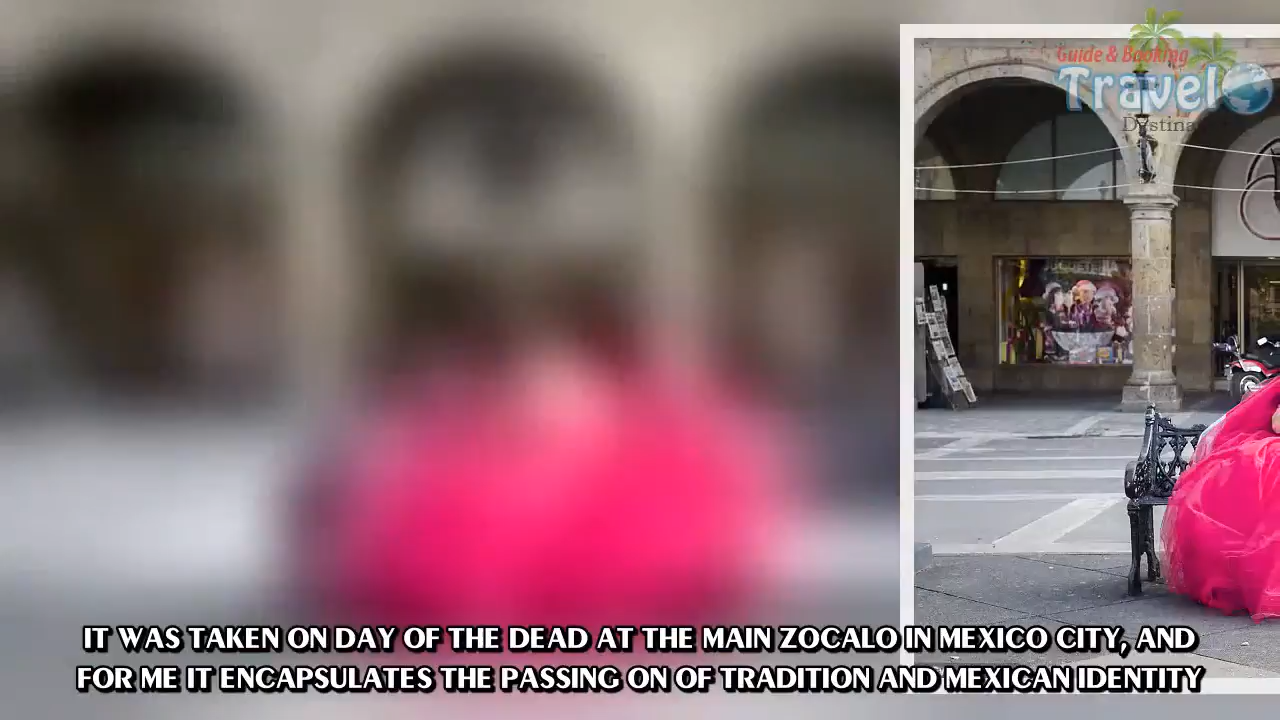 Guide & Booking
Travel
IT WAS TAKEN ON DAY OF THE DEAD AT THE MAIN ZOCALO IN MEXICO CITY, AND
FOR ME IT ENCAPSULATES THE PASSING ON OF TRADITION AND MEXICAN IDENTITY